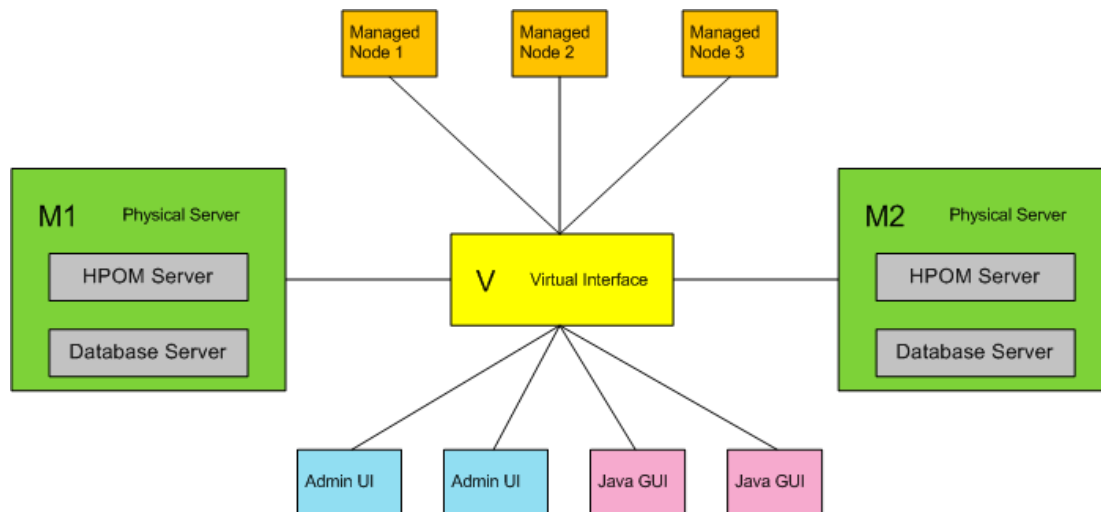 Managed
Node 1
Managed
Node 2
Managed
Node 3
M1 Physical Server
HPOM Server
Database Server
V Virtual Interface
M2 Physical Server
HPOM Server
Database Server
Admin UI
Admin UI
Java GUI
Java GUI